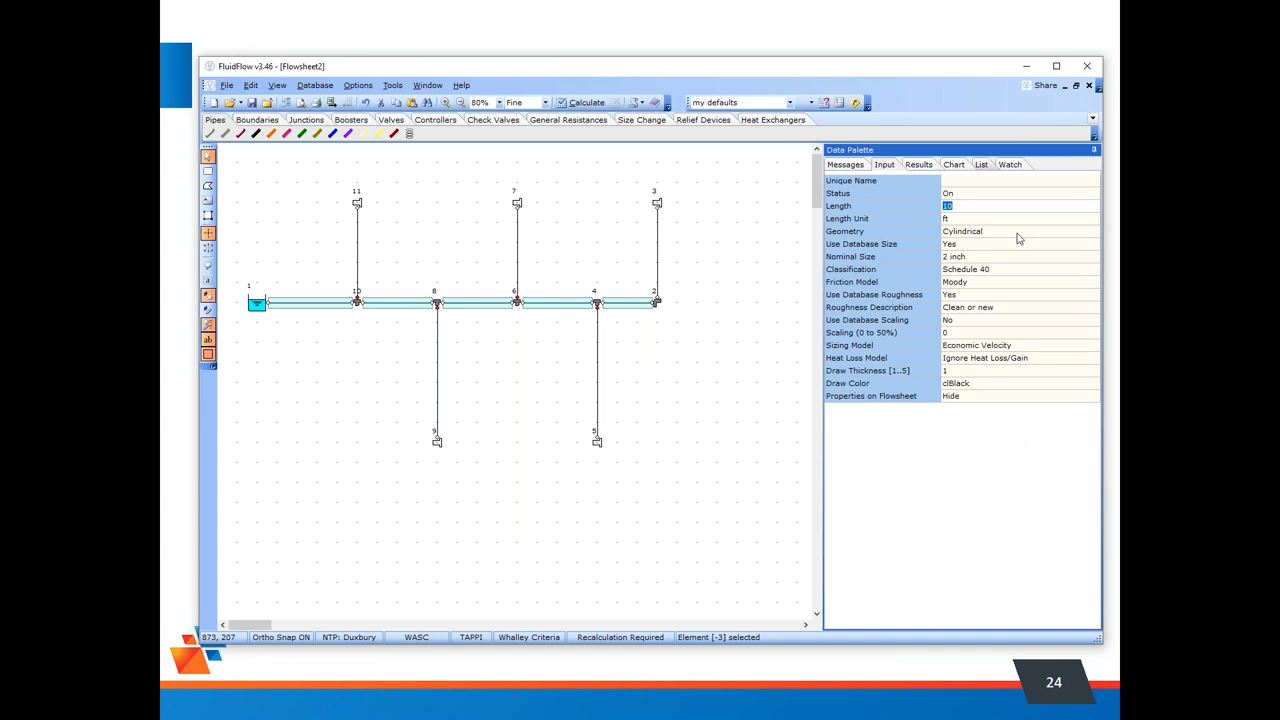 FluidFlow v3.46 - [Flowsheet2]
File Edit View Database Options Tools Window Help Share
80% Fine Calculate my defaults
Pipes Boundaries Junctions Boosters Valves Controllers Check Valves General Resistances Size Change Relief Devices Heat Exchangers
Data Palette
Messages Input Results Chart List Watch
Unique Name
Status On
Length 10
Length Unit ft
Geometry Cylindrical
Use Database Size Yes
Nominal Size 2 inch
Classification Schedule 40
Friction Model Moody
Use Database Roughness Yes
Roughness Description Clean or new
Use Database Scaling No
Scaling (0 to 50%) 0
Sizing Model Economic Velocity
Heat Loss Model Ignore Heat Loss/Gain
Draw Thickness [1..5] 1
Draw Color clBlack
Properties on Flowsheet Hide
11 7 3
1 10 8 6 4 2
9 5
873, 207 Ortho Snap ON NTP: Duxbury WASC TAPPI Whalley Criteria Recalculation Required Element [-3] selected
24